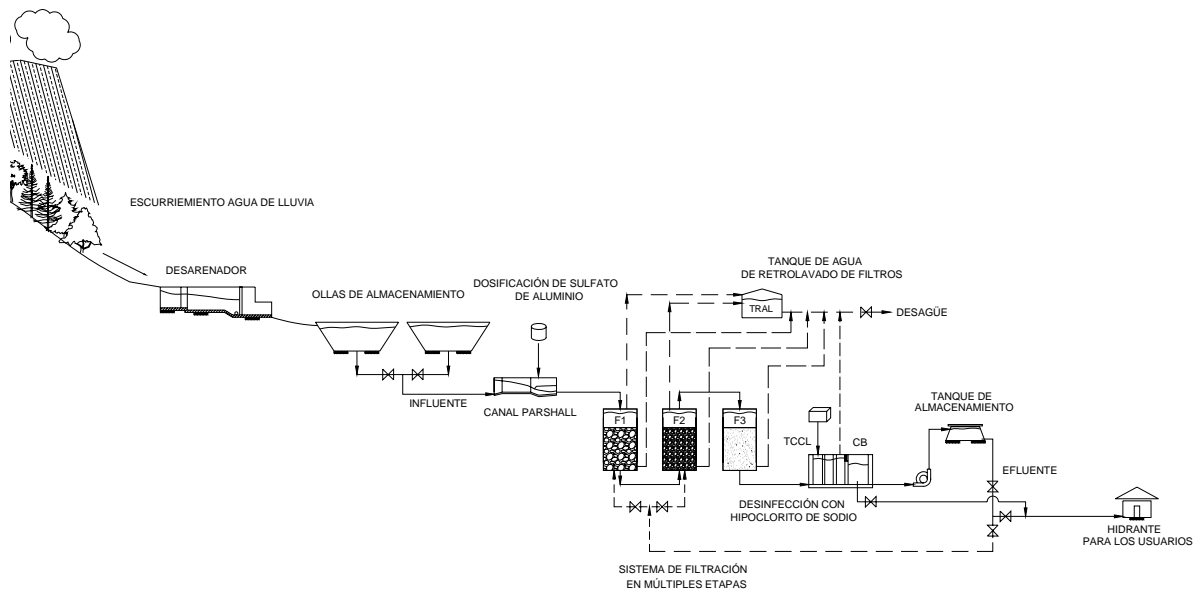 ESCURRIEMIENTO AGUA DE LLUVIA
DESARENADOR
OLLAS DE ALMACENAMIENTO
DOSIFICACIÓN DE SULFATO
DE ALUMINIO
INFLUENTE
CANAL PARSHALL
TANQUE DE AGUA
DE RETROLAVADO DE FILTROS
TRAL
DESAGÜE
F1
F2
F3
TCCL
CB
DESINFECCIÓN CON
HIPOCLORITO DE SODIO
TANQUE DE
ALMACENAMIENTO
EFLUENTE
HIDRANTE
PARA LOS USUARIOS
SISTEMA DE FILTRACIÓN
EN MÚLTIPLES ETAPAS